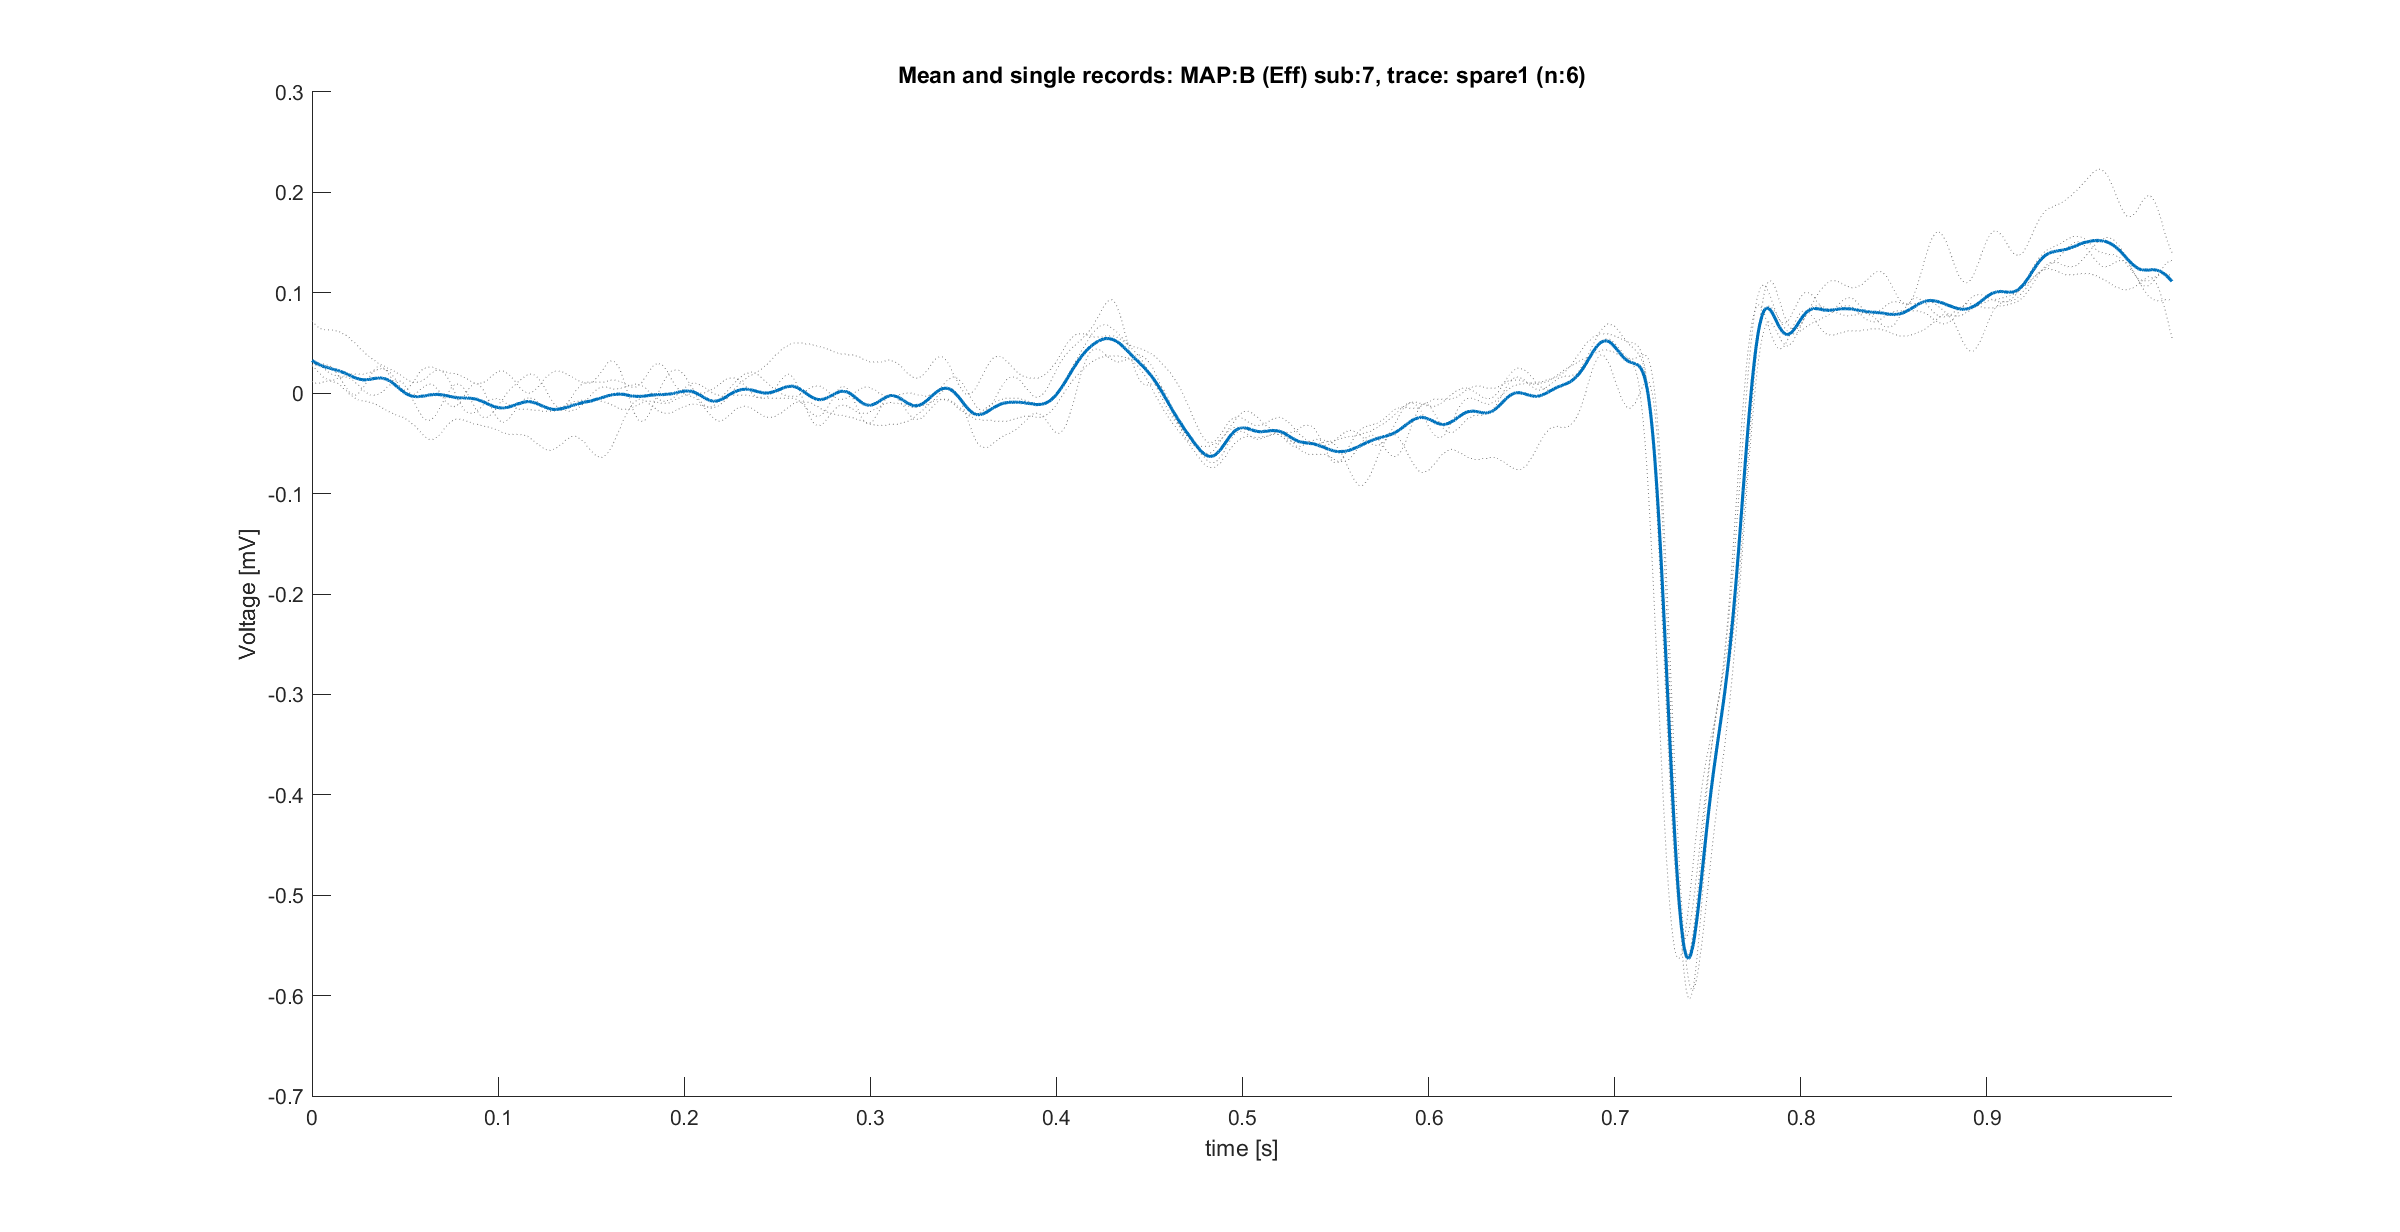 Mean and single records: MAP:B (Eff) sub:7, trace: spare1 (n:6)
0.3
0.2
0.1
0
-0.1
-0.2
-0.3
-0.4
-0.5
-0.6
-0.7
Voltage [mV]
0 0.1 0.2 0.3 0.4 0.5 0.6 0.7 0.8 0.9
time [s]